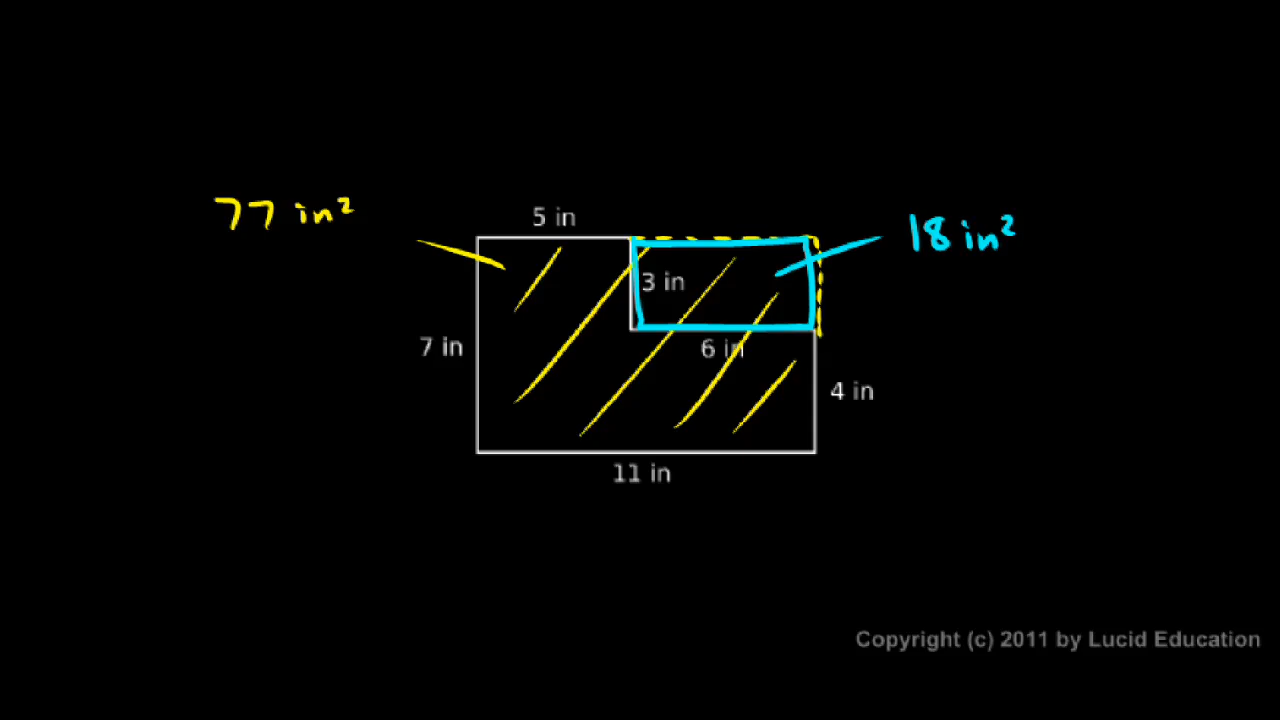 77 in²
5 in
18 in²
3 in
7 in
6 in
4 in
11 in
Copyright (c) 2011 by Lucid Education